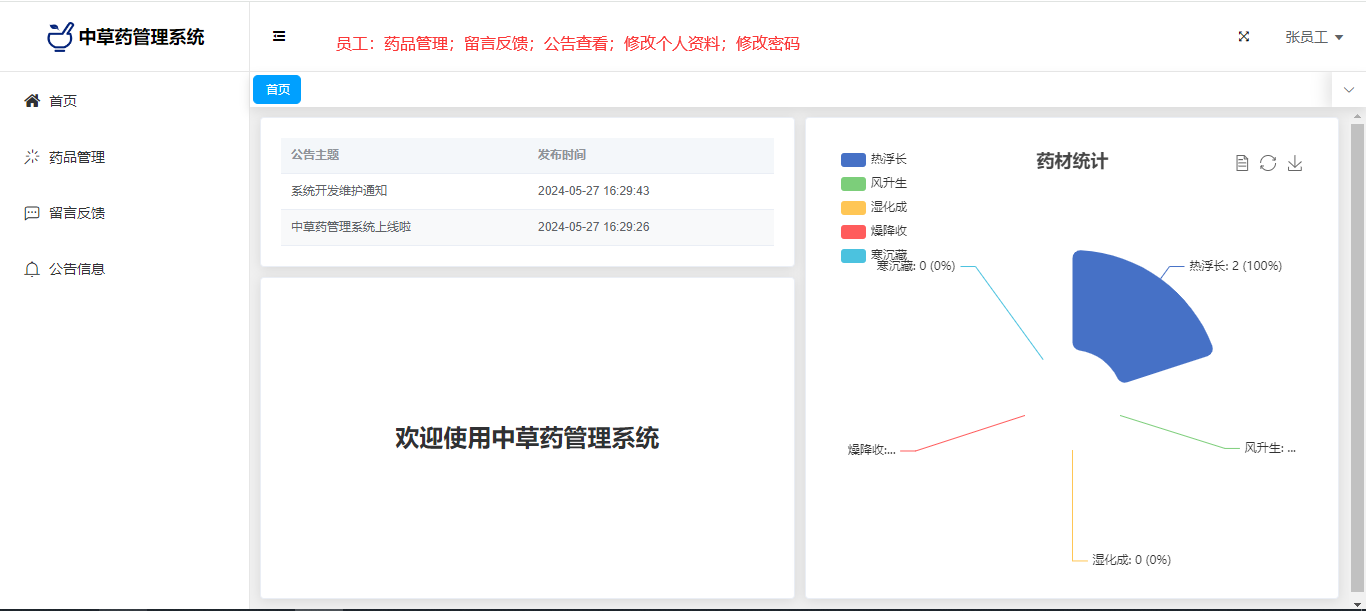 中草药管理系统
员工：药品管理；留言反馈；公告查看；修改个人资料；修改密码
张员工
首页
药品管理
留言反馈
公告信息
首页
公告主题 发布时间
系统开发维护通知 2024-05-27 16:29:43
中草药管理系统上线啦 2024-05-27 16:29:26
欢迎使用中草药管理系统
药材统计
热浮长
风升生
湿化成
燥降收
寒沉藏
寒沉藏: 0 (0%)
热浮长: 2 (100%)
燥降收:...
风升生: ...
湿化成: 0 (0%)